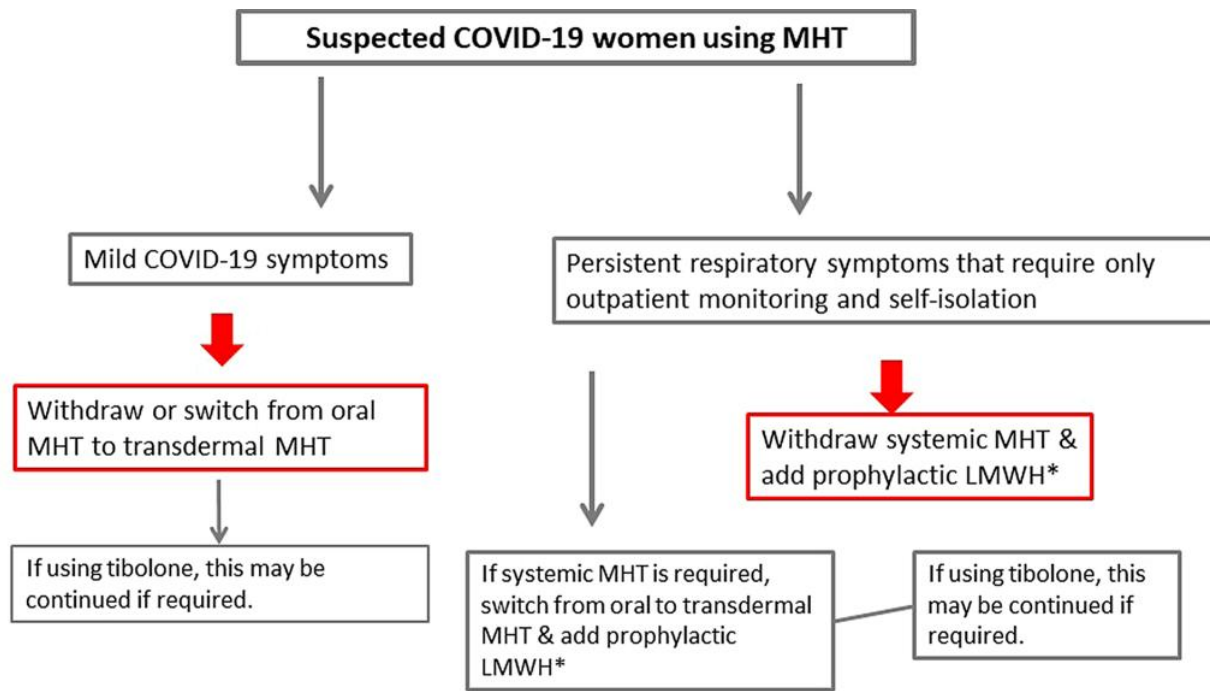 Suspected COVID-19 women using MHT
Mild COVID-19 symptoms
Persistent respiratory symptoms that require only
outpatient monitoring and self-isolation
Withdraw or switch from oral
MHT to transdermal MHT
Withdraw systemic MHT &
add prophylactic LMWH*
If using tibolone, this may be
continued if required.
If systemic MHT is required,
switch from oral to transdermal
MHT & add prophylactic
LMWH*
If using tibolone, this
may be continued if
required.